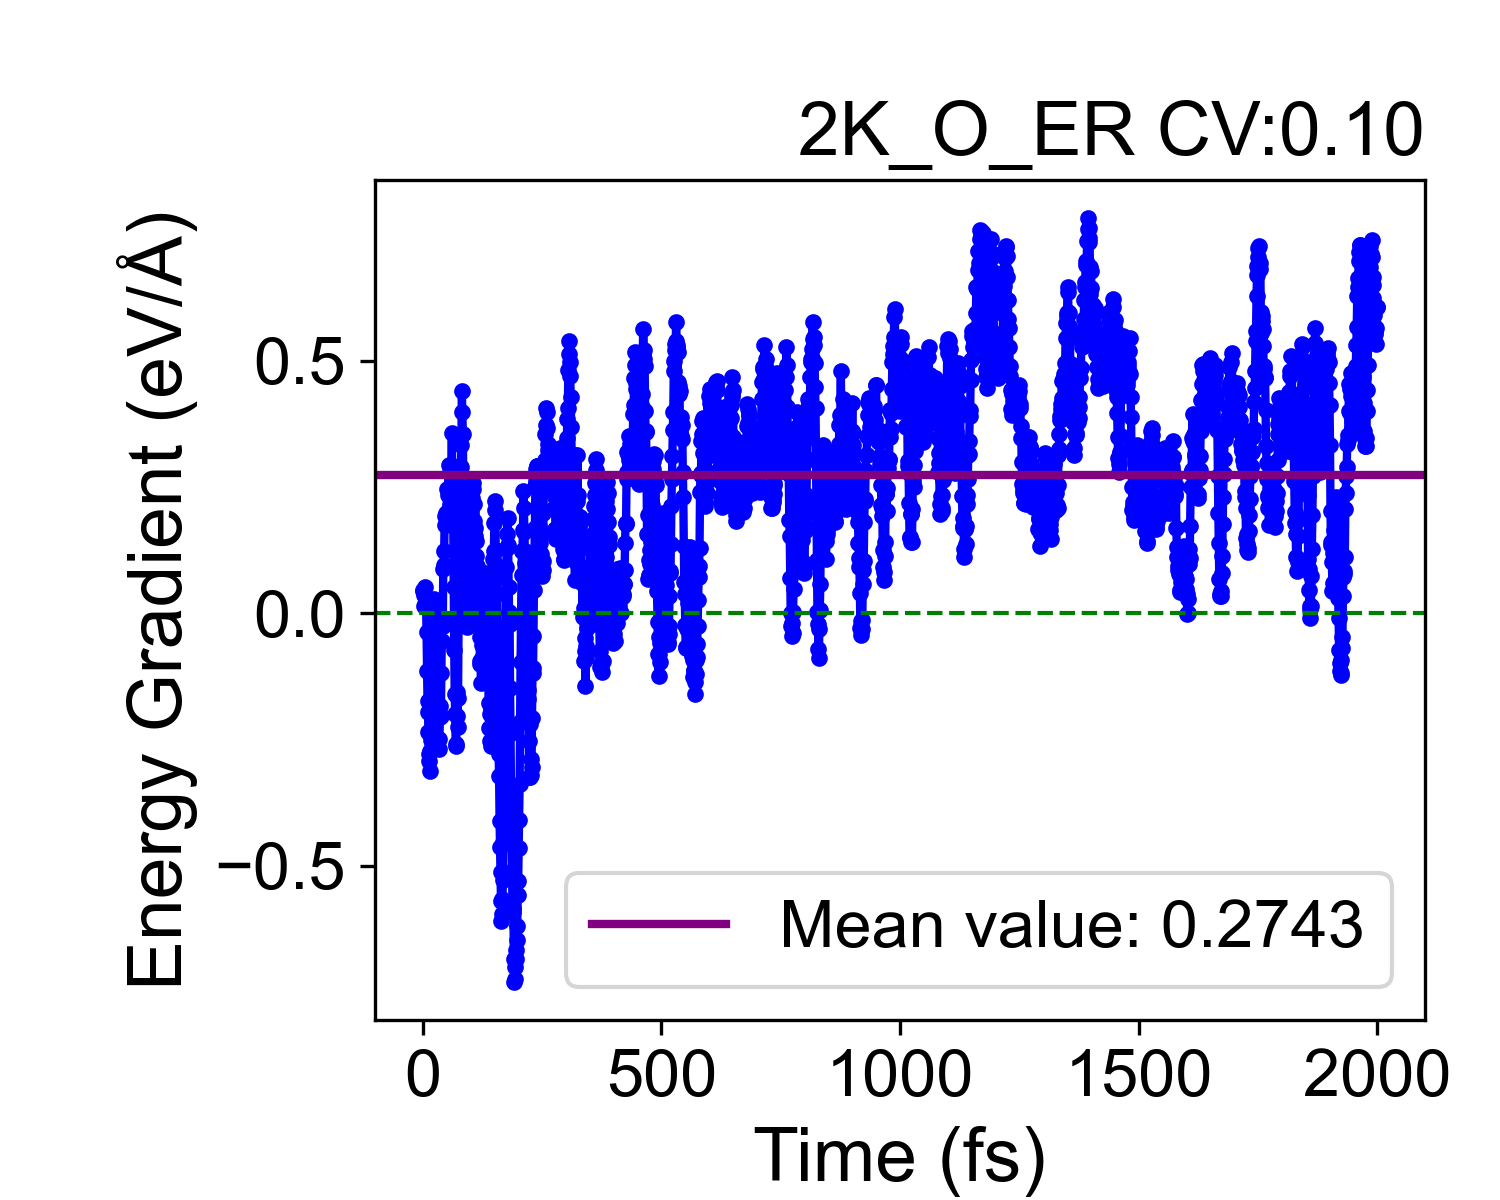 2K_O_ER CV:0.10
Energy Gradient (eV/Å)
0.5
0.0
−0.5
Mean value: 0.2743
0 500 1000 1500 2000
Time (fs)